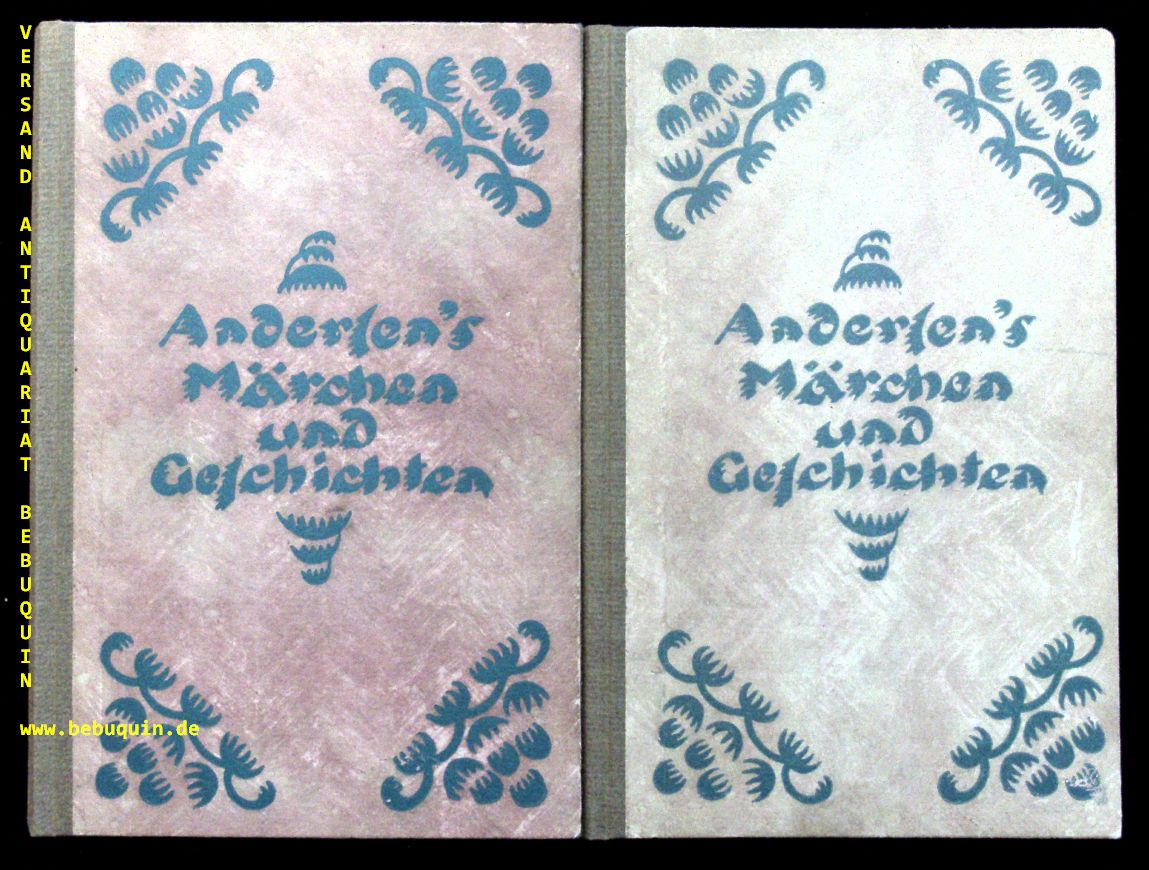 VERSAND ANTIQUARIAT BEBUQUIN
www.bebuquin.de
Anderſen's
Märchen
und
Geſchichten
Anderſen's
Märchen
und
Geſchichten